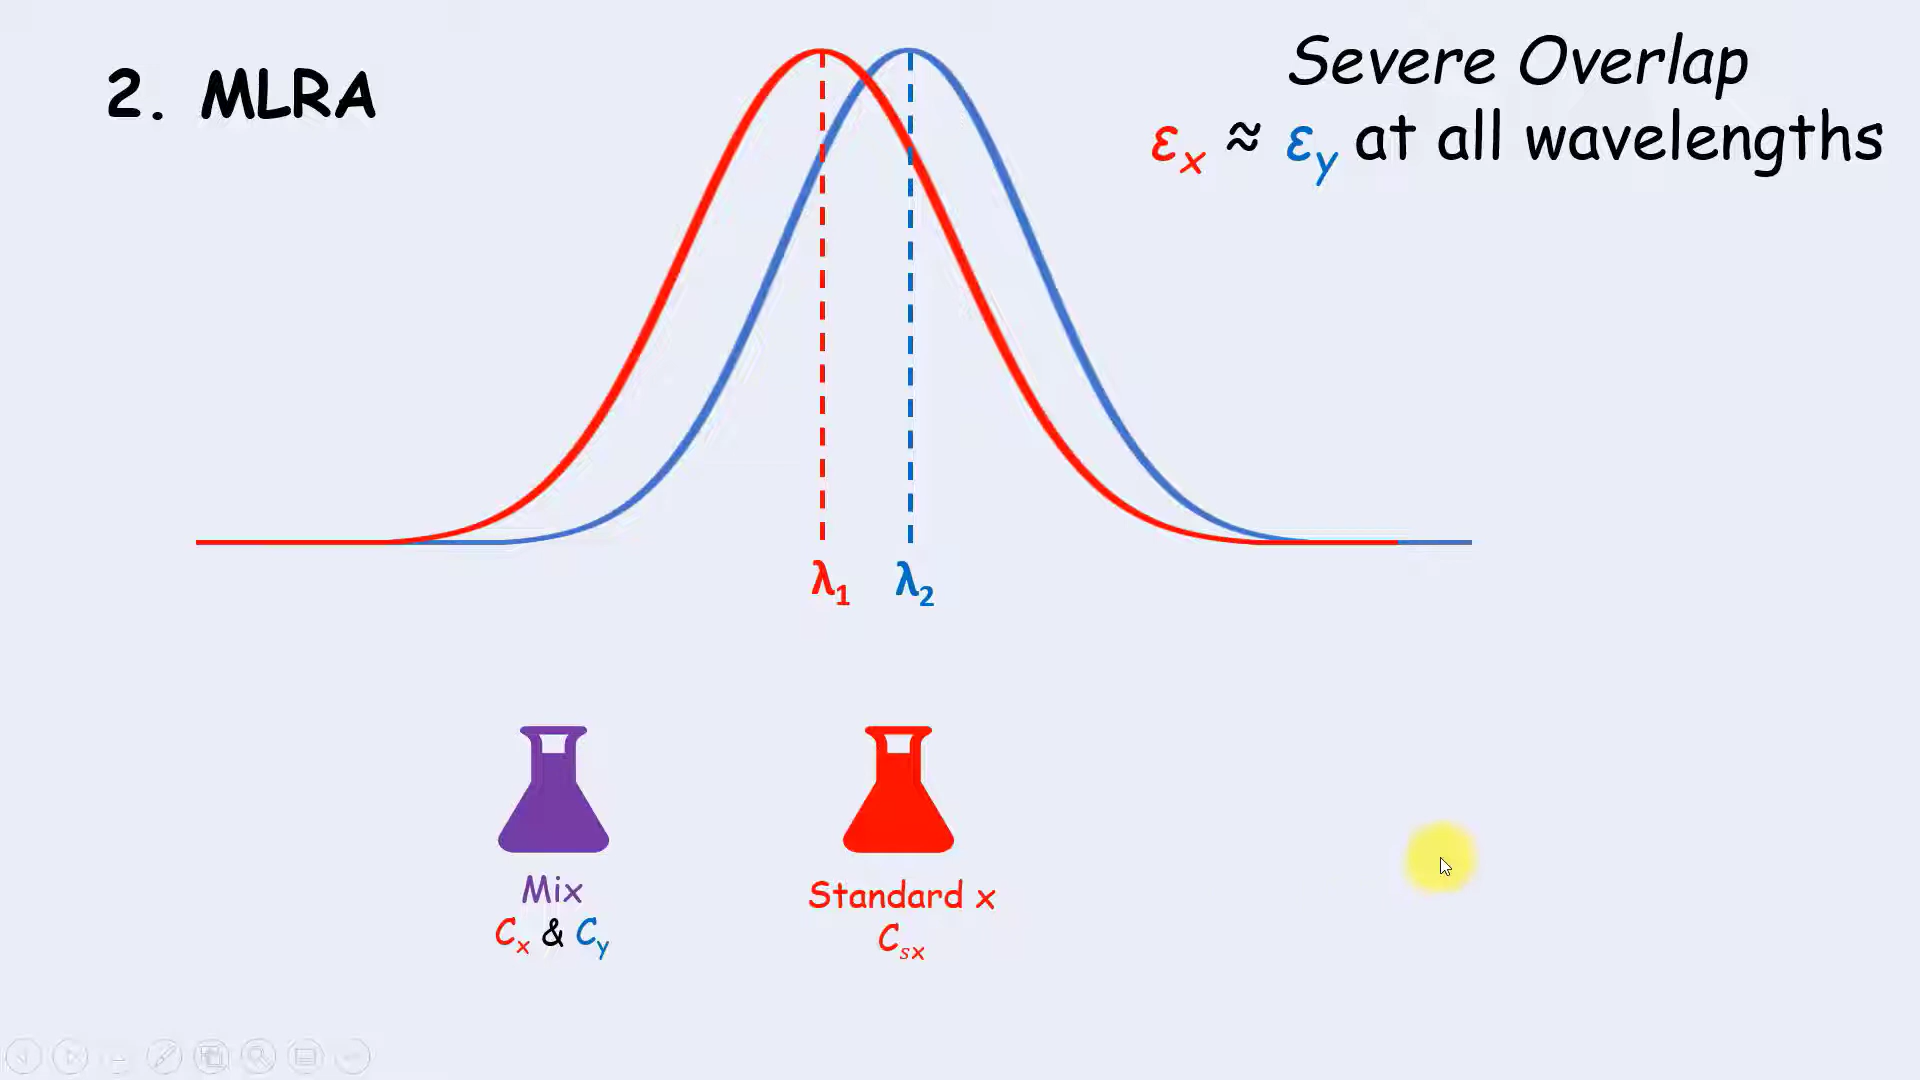 2. MLRA
Severe Overlap
εx ≈ εy at all wavelengths
λ1
λ2
Mix
Cx & Cy
Standard x
Csx